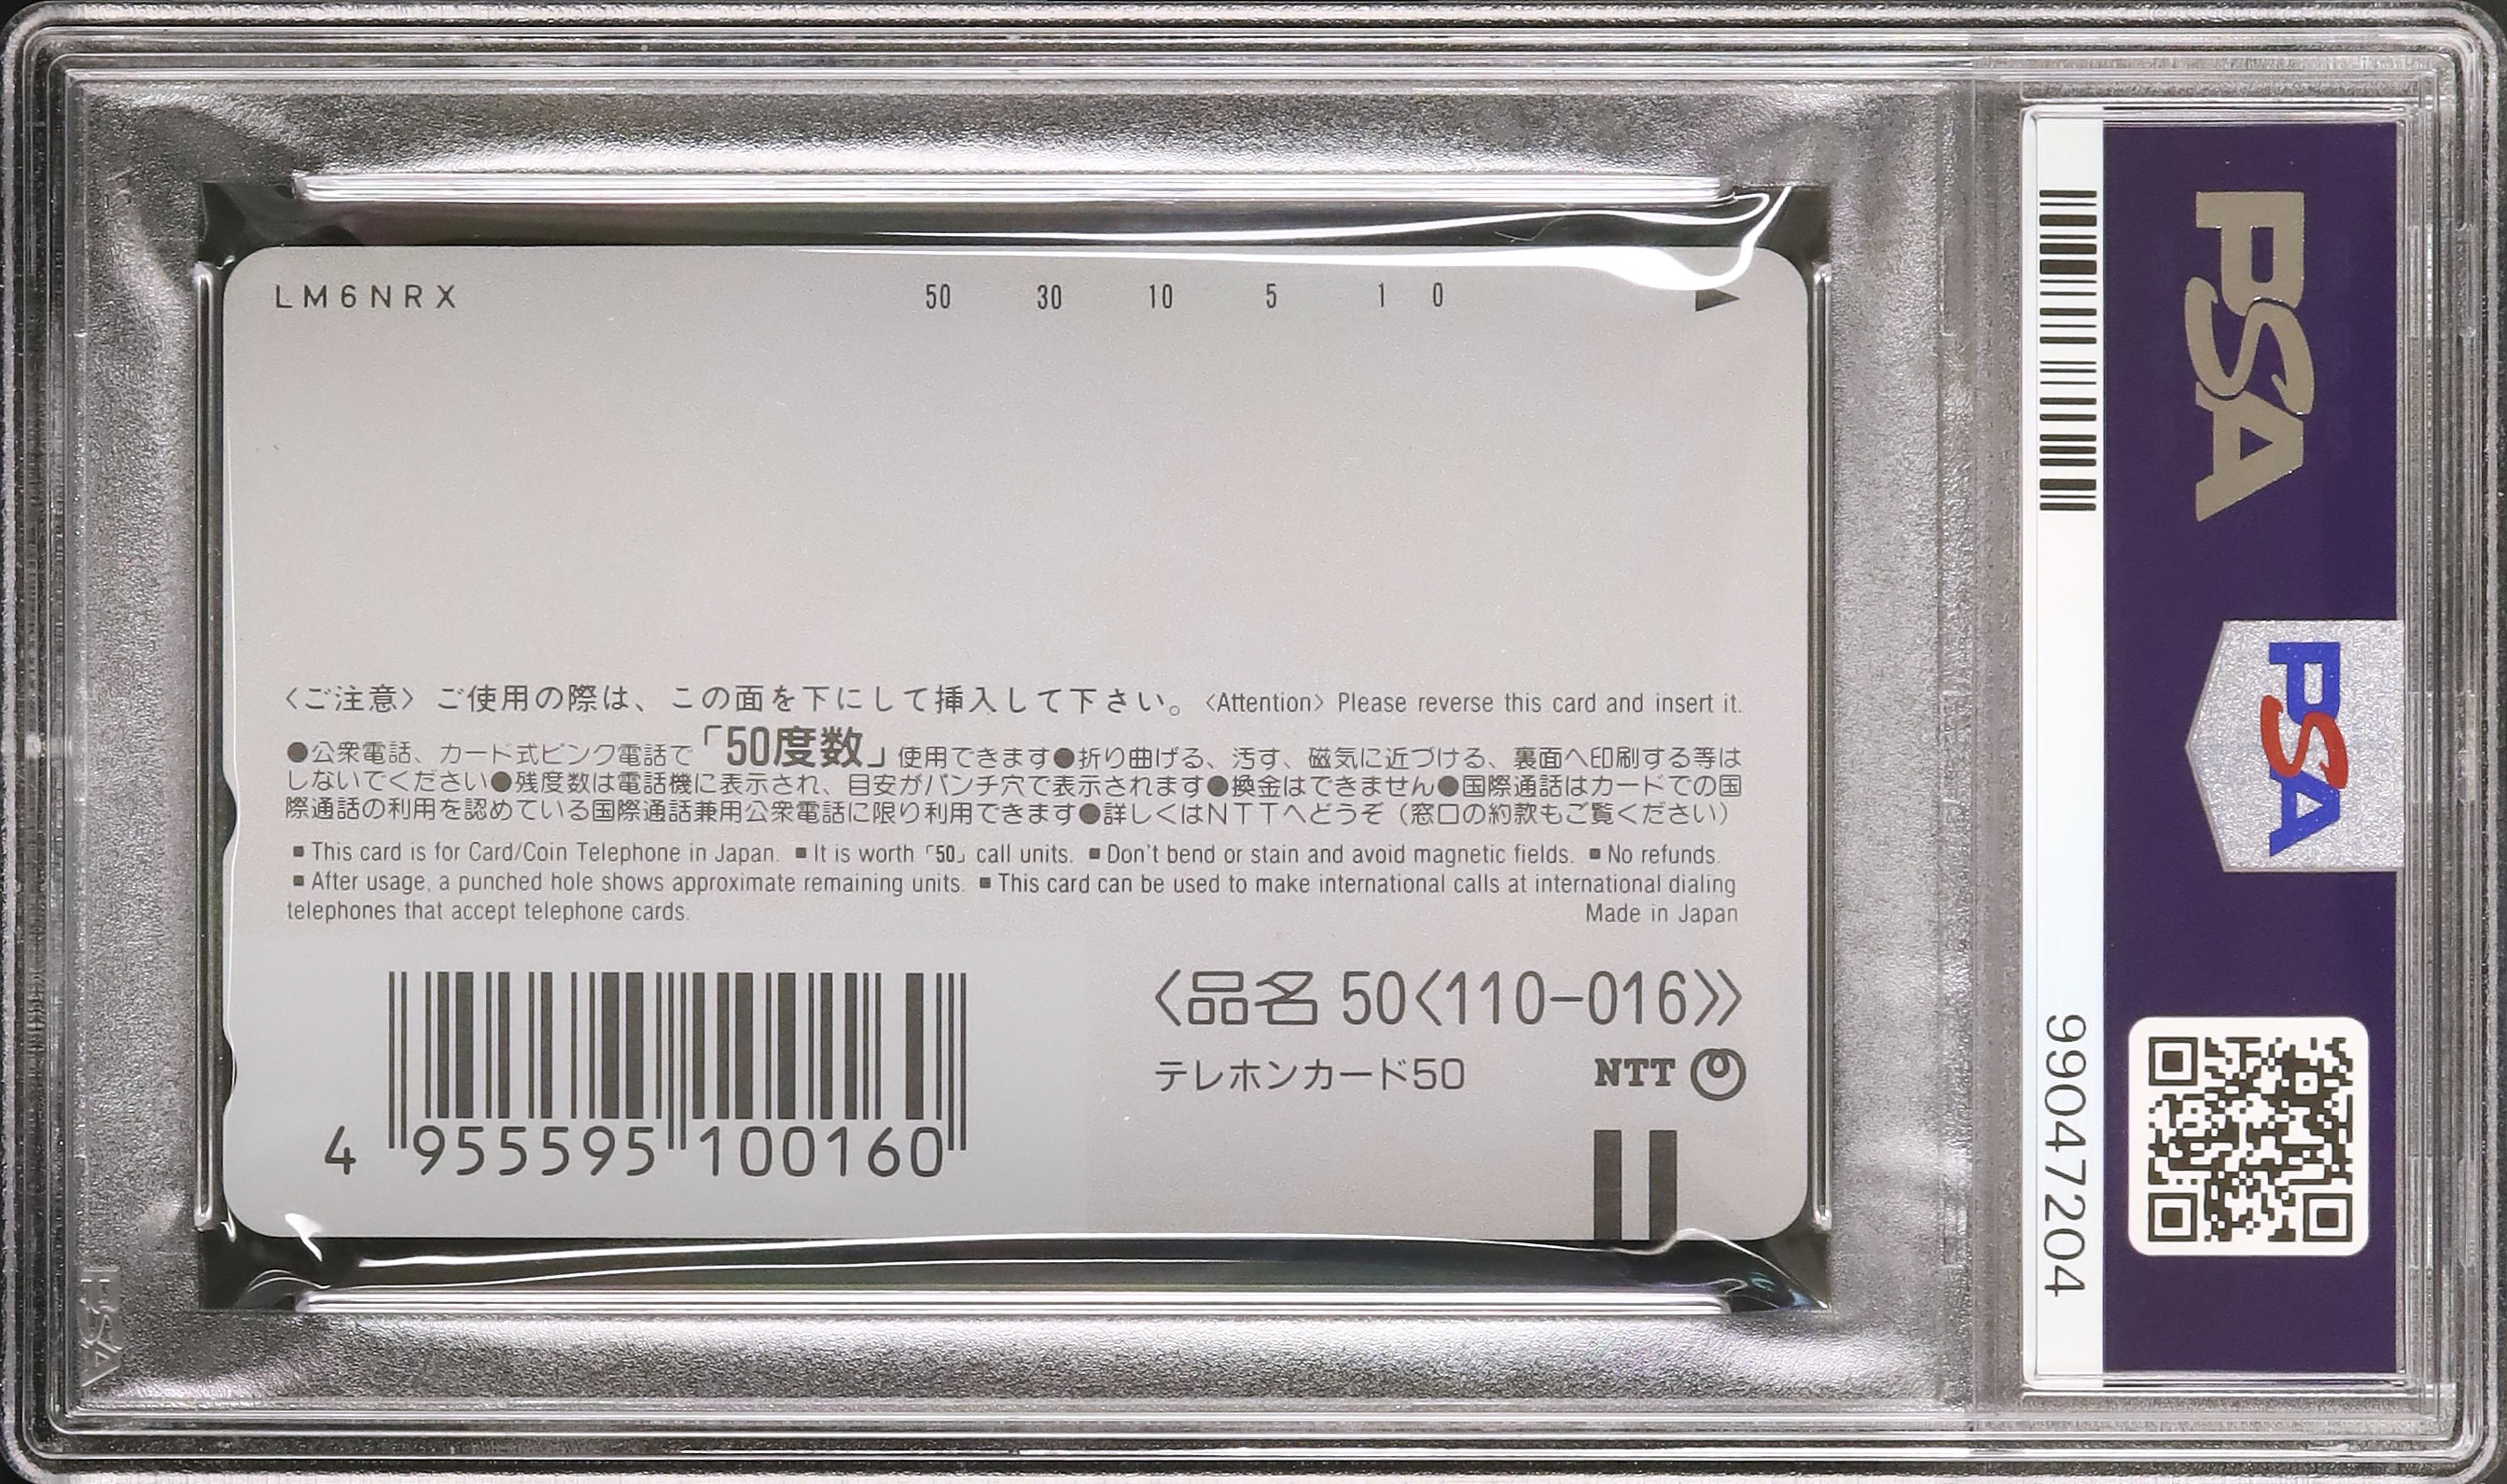 LM6NRX 50 30 10 5 1 0
〈ご注意〉 ご使用の際は、この面を下にして挿入して下さい。〈Attention〉 Please reverse this card and insert it.
●公衆電話、カード式ピンク電話で「50度数」使用できます●折り曲げる、汚す、磁気に近づける、裏面へ印刷する等は
しないでください●残度数は電話機に表示され、目安がパンチ穴で表示されます●換金はできません●国際通話はカードでの国
際通話の利用を認めている国際通話兼用公衆電話に限り利用できます●詳しくはNTTへどうぞ（窓口の約款もご覧ください）
▪This card is for Card/Coin Telephone in Japan. ▪It is worth「50」call units. ▪Don't bend or stain and avoid magnetic fields. ▪No refunds.
▪After usage, a punched hole shows approximate remaining units. ▪This card can be used to make international calls at international dialing
telephones that accept telephone cards. Made in Japan
〈品名 50〈110-016〉〉
テレホンカード50 NTT
4 955595 100160
PSA
PSA
99047204
PSA